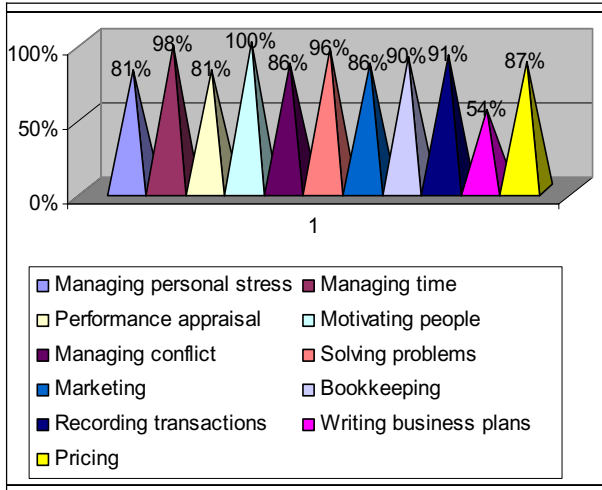 100%
50%
0%
81% 98% 81% 100% 86% 96% 86% 90% 91% 54% 87%
1
Managing personal stress Managing time
Performance appraisal Motivating people
Managing conflict Solving problems
Marketing Bookkeeping
Recording transactions Writing business plans
Pricing